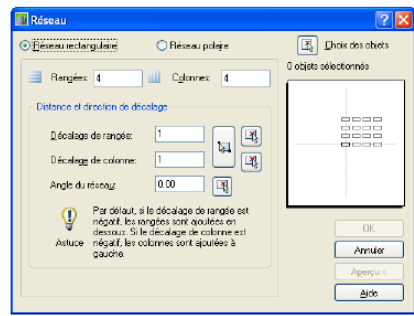 Réseau
Réseau rectangulaire
Réseau polaire
Choix des objets
0 objets sélectionnés
Rangées: 4
Colonnes: 4
Distance et direction de décalage
Décalage de rangée: 1
Décalage de colonne: 1
Angle du réseau: 0.00
Astuce
Par défaut, si le décalage de rangée est
négatif, les rangées sont ajoutées en
dessous. Si le décalage de colonne est
négatif, les colonnes sont ajoutées à
gauche.
OK
Annuler
Aperçu <
Aide